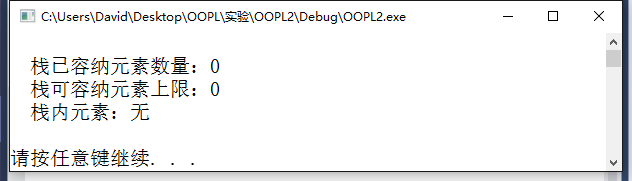 C:\Users\David\Desktop\OOPL\实验\OOPL2\Debug\OOPL2.exe
栈已容纳元素数量：0
栈可容纳元素上限：0
栈内元素：无
请按任意键继续. . .